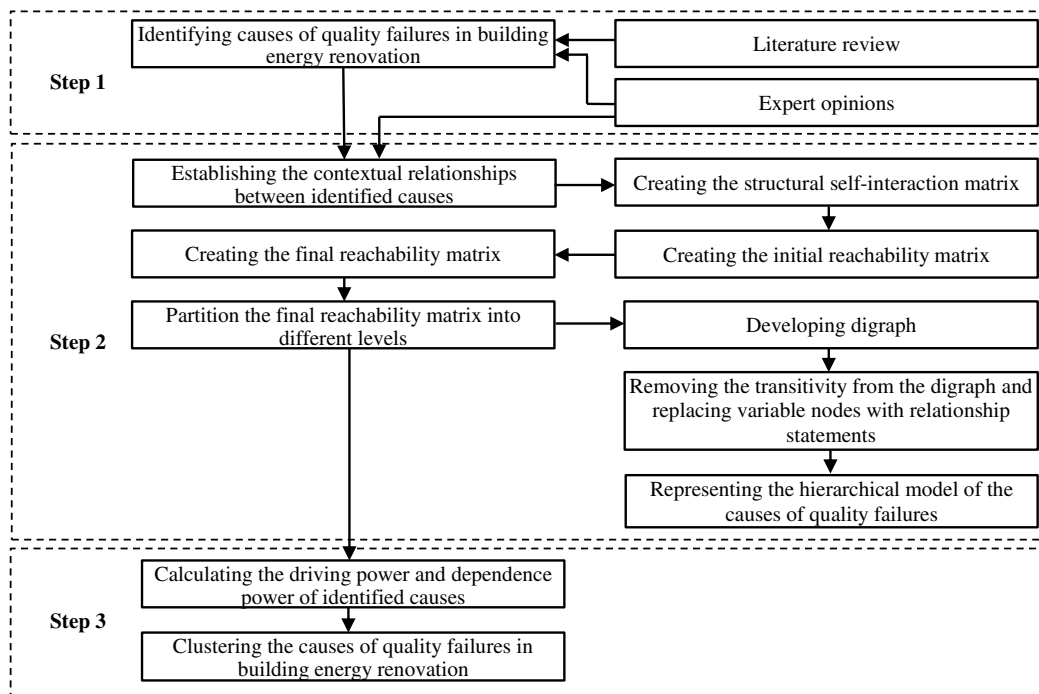 Step 1
Identifying causes of quality failures in building
energy renovation
Literature review
Expert opinions
Step 2
Establishing the contextual relationships
between identified causes
Creating the structural self-interaction matrix
Creating the final reachability matrix
Creating the initial reachability matrix
Partition the final reachability matrix into
different levels
Developing digraph
Removing the transitivity from the digraph and
replacing variable nodes with relationship
statements
Representing the hierarchical model of the
causes of quality failures
Step 3
Calculating the driving power and dependence
power of identified causes
Clustering the causes of quality failures in
building energy renovation